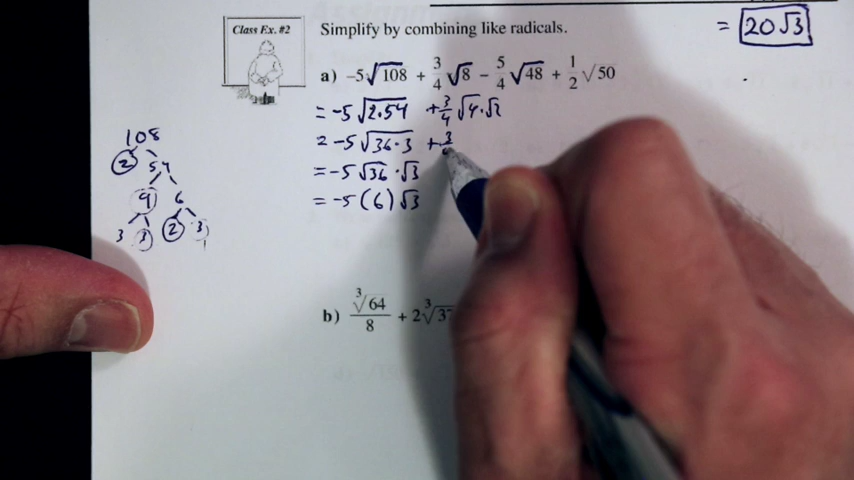 = 20√3
Class Ex. #2
Simplify by combining like radicals.
a) -5√108 + 3/4 √8 - 5/4 √48 + 1/2 √50
= -5√2·54 + 3/4 √4·√2
= -5√36·3 + 3/
= -5√36·√3
= -5(6)√3
108
2 54
9 6
3 3 2 3
b) ∛64/8 + 2∛3